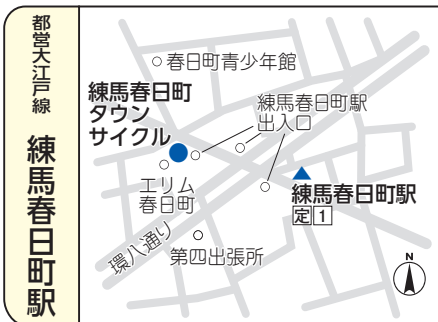 都営大江戸線
練馬春日町駅
春日町青少年館
練馬春日町
タウン
サイクル
練馬春日町駅
出入口
エリム
春日町
練馬春日町駅
定1
環八通り
第四出張所
N